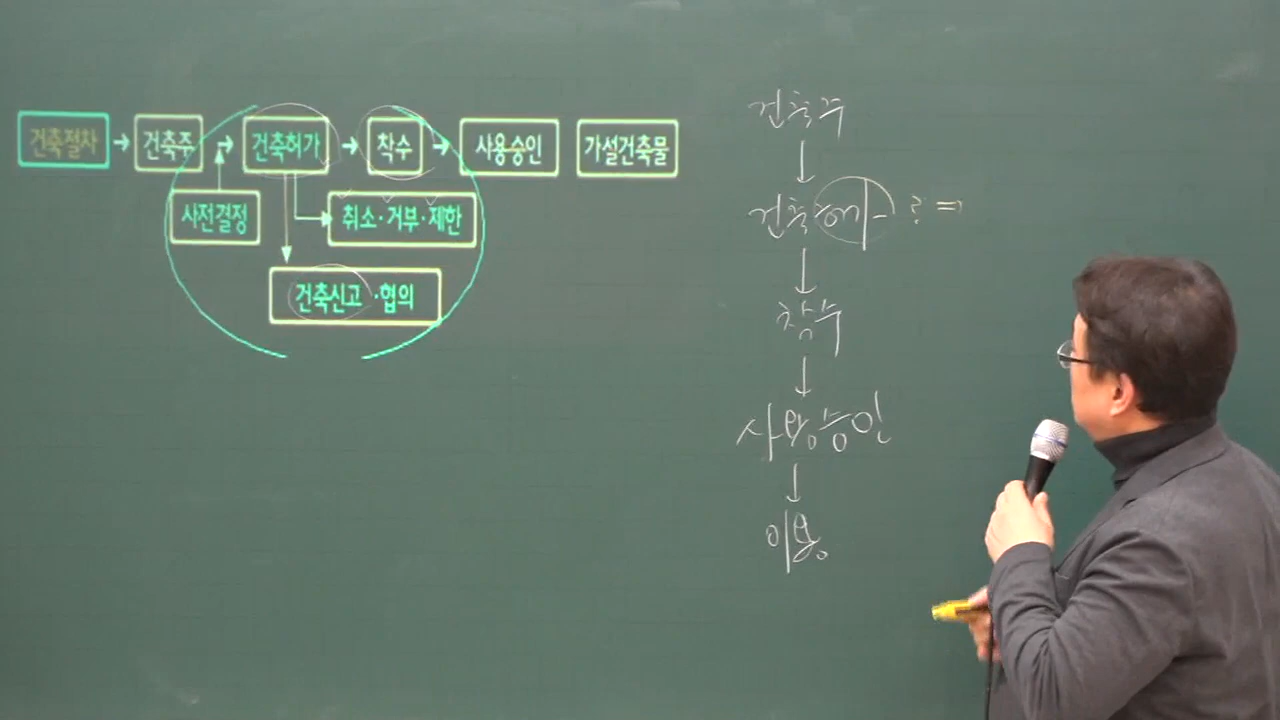 건축절차 → 건축주 → 건축허가 → 착수 → 사용승인 가설건축물
사전결정 취소·거부·제한
건축신고·협의
건축주
↓
건축허가 ? ⇒
↓
착수
↓
사용승인
↓
이용